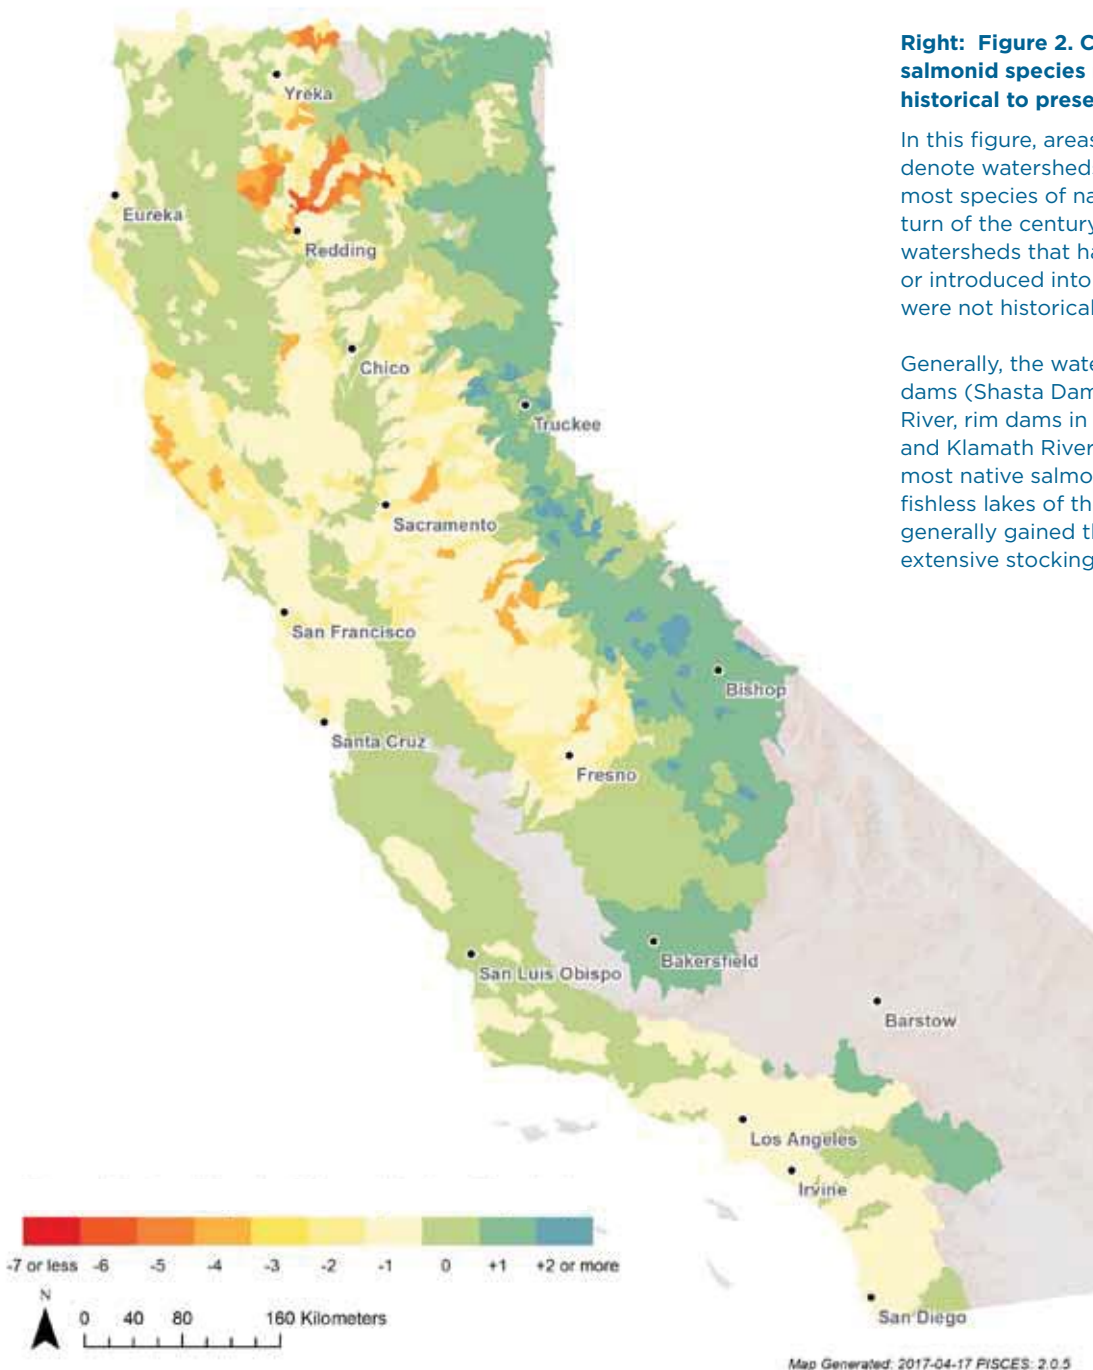 Right: Figure 2. C
salmonid species
historical to prese
In this figure, areas
denote watershed
most species of na
turn of the century
watersheds that ha
or introduced into
were not historical
Generally, the wate
dams (Shasta Dam
River, rim dams in
and Klamath River
most native salmo
fishless lakes of th
generally gained th
extensive stocking
Yreka
Eureka
Redding
Chico
Truckee
Sacramento
San Francisco
Bishop
Santa Cruz
Fresno
San Luis Obispo
Bakersfield
Barstow
Los Angeles
Irvine
San Diego
-7 or less -6 -5 -4 -3 -2 -1 0 +1 +2 or more
N
0 40 80 160 Kilometers
Map Generated: 2017-04-17 PISCES: 2.0.5